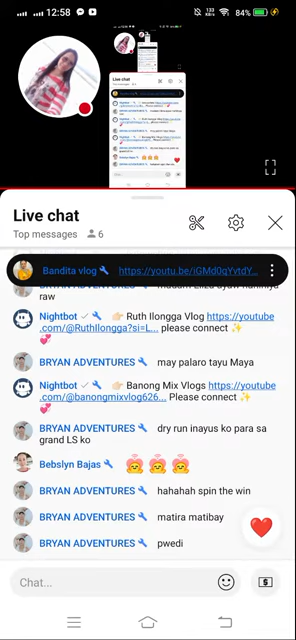 12:58
133 KB/s 84%
Live chat
Top messages 6
Bandita vlog https://youtu.be/iGMd0qYvtdY...
raw
Nightbot Ruth Ilongga Vlog https://youtube
.com/@RuthIlongga?si=L... please connect
BRYAN ADVENTURES may palaro tayu Maya
Nightbot Banong Mix Vlogs https://youtube
.com/@banongmixvlog626... Please connect
BRYAN ADVENTURES dry run inayus ko para sa
grand LS ko
Bebslyn Bajas
BRYAN ADVENTURES hahahah spin the win
BRYAN ADVENTURES matira matibay
BRYAN ADVENTURES pwedi
Chat...